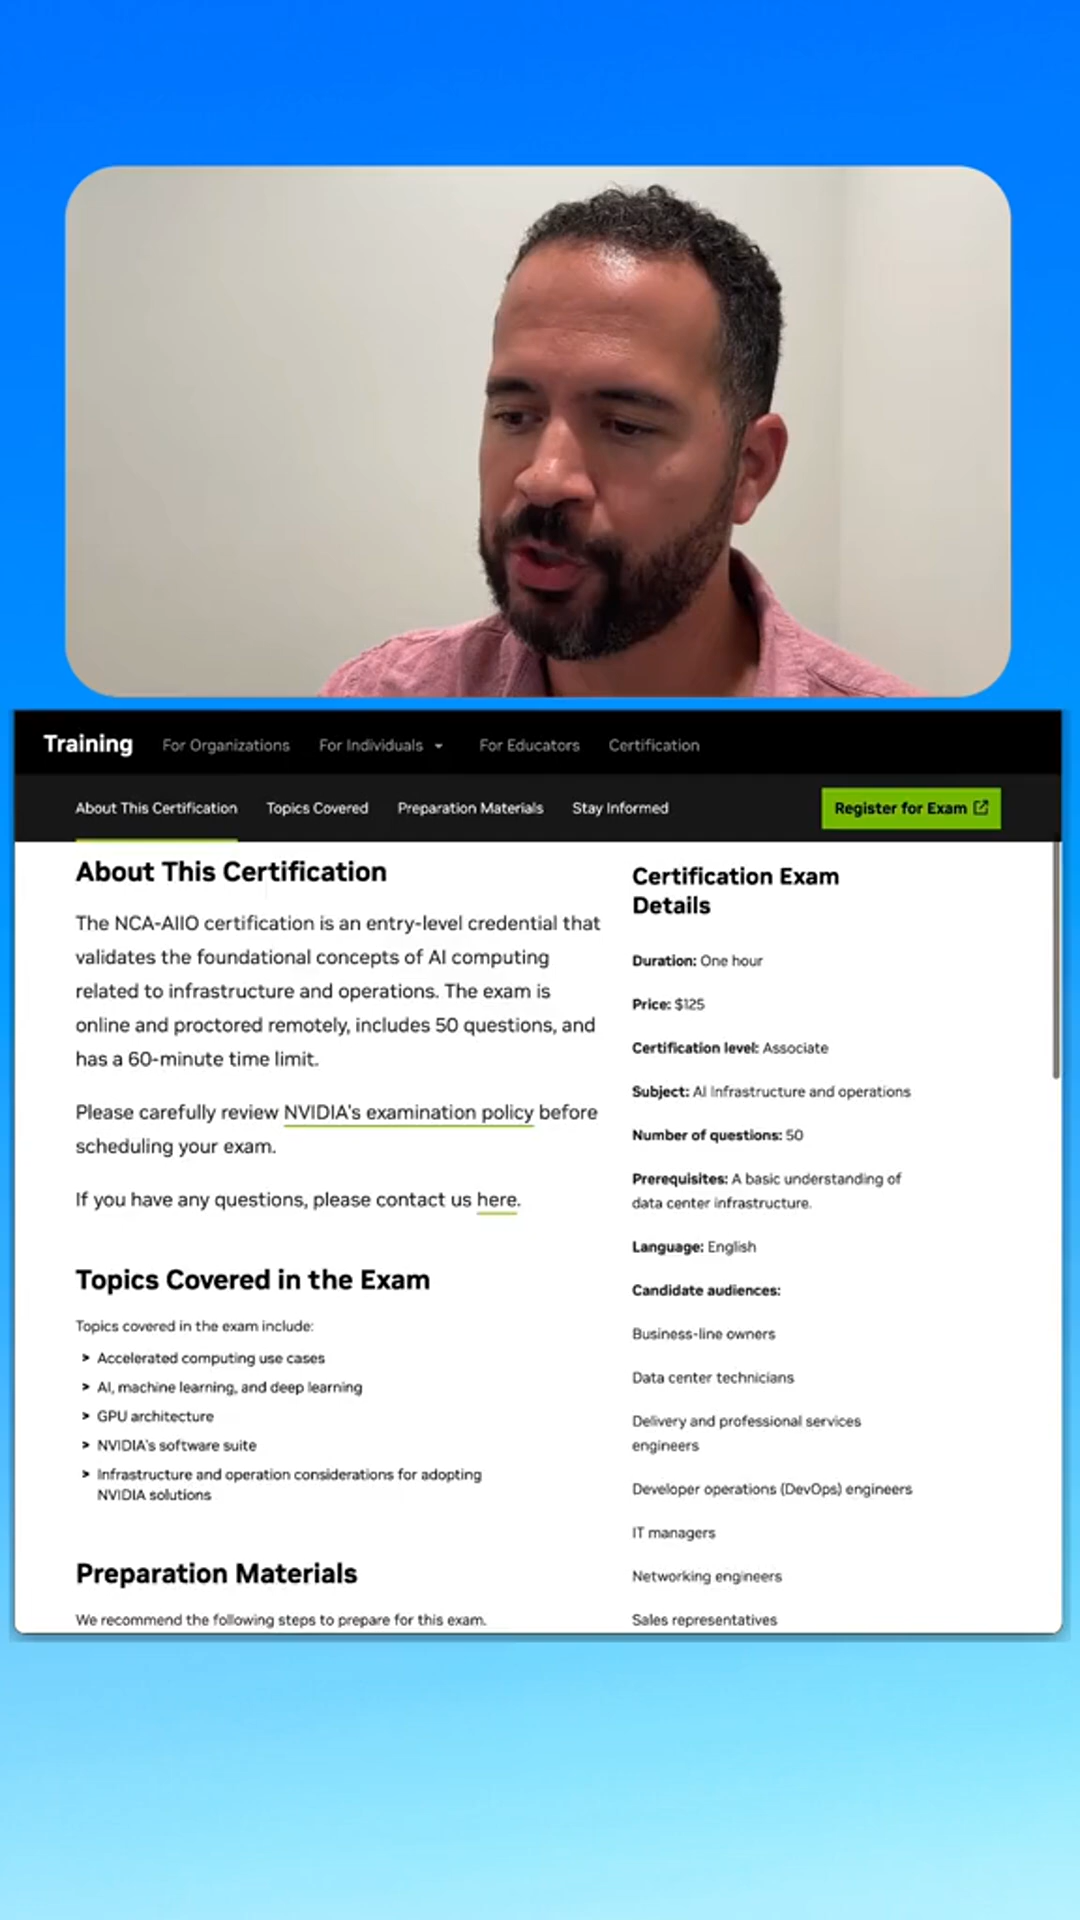 Training For Organizations For Individuals For Educators Certification
About This Certification Topics Covered Preparation Materials Stay Informed Register for Exam
About This Certification
The NCA-AIIO certification is an entry-level credential that
validates the foundational concepts of AI computing
related to infrastructure and operations. The exam is
online and proctored remotely, includes 50 questions, and
has a 60-minute time limit.
Please carefully review NVIDIA's examination policy before
scheduling your exam.
If you have any questions, please contact us here.
Topics Covered in the Exam
Topics covered in the exam include:
> Accelerated computing use cases
> AI, machine learning, and deep learning
> GPU architecture
> NVIDIA's software suite
> Infrastructure and operation considerations for adopting
NVIDIA solutions
Preparation Materials
We recommend the following steps to prepare for this exam.
Certification Exam
Details
Duration: One hour
Price: $125
Certification level: Associate
Subject: AI Infrastructure and operations
Number of questions: 50
Prerequisites: A basic understanding of
data center infrastructure.
Language: English
Candidate audiences:
Business-line owners
Data center technicians
Delivery and professional services
engineers
Developer operations (DevOps) engineers
IT managers
Networking engineers
Sales representatives